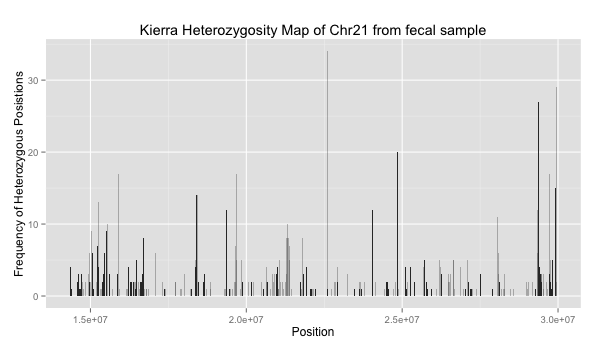 Kierra Heterozygosity Map of Chr21 from fecal sample
Frequency of Heterozygous Posistions
30
20
10
0
1.5e+07 2.0e+07 2.5e+07 3.0e+07
Position